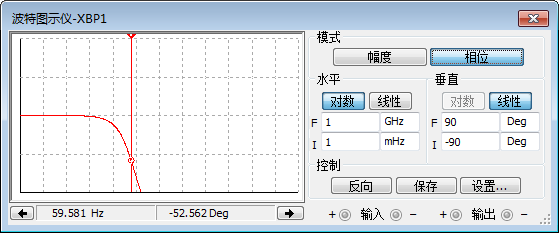 波特图示仪-XBP1
模式
幅度 相位
水平 垂直
对数 线性 对数 线性
F 1 GHz F 90 Deg
I 1 mHz I -90 Deg
控制
反向 保存 设置...
59.581 Hz -52.562 Deg + 输入 - + 输出 -